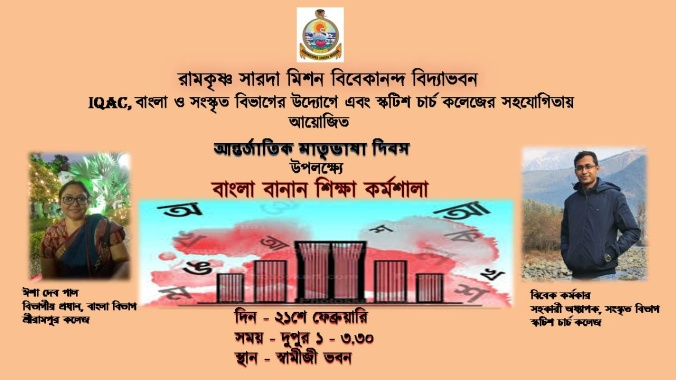 রামকৃষ্ণ সারদা মিশন বিবেকানন্দ বিদ্যাভবন
IQAC, বাংলা ও সংস্কৃত বিভাগের উদ্যোগে এবং স্কটিশ চার্চ কলেজের সহযোগিতায়
আয়োজিত
আন্তর্জাতিক মাতৃভাষা দিবস
উপলক্ষ্যে
বাংলা বানান শিক্ষা কর্মশালা
অ
আ
খ
আ
শ
ক
ঙ
ল
খ
ম
শ
ঈশা দেব পাল
বিভাগীয় প্রধান, বাংলা বিভাগ
শ্রীরামপুর কলেজ
বিবেক কর্মকার
সহকারী অধ্যাপক, সংস্কৃত বিভাগ
স্কটিশ চার্চ কলেজ
দিন - ২১শে ফেব্রুয়ারি
সময় - দুপুর ১ - ৩.৩০
স্থান - স্বামীজী ভবন